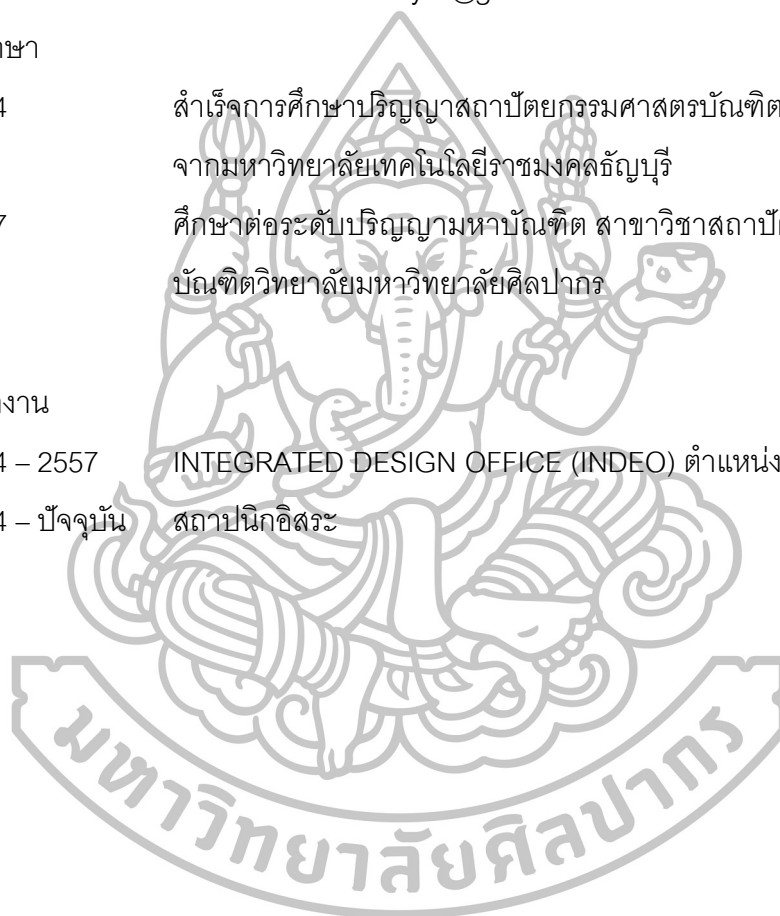 สำเร็จการศึกษาปริญญาสถาปัตยกรรมศาสตรบัณฑิต
จากมหาวิทยาลัยเทคโนโลยีราชมงคลธัญบุรี
ศึกษาต่อระดับปริญญามหาบัณฑิต สาขาวิชา
บัณฑิตวิทยาลัยมหาวิทยาลัยศิลปากร
งาน
4 – 2557 INTEGRATED DESIGN OFFICE (INDEO) ตำแหน่ง
4 – ปัจจุบัน สถาปนิกอิสระ
มหาวิทยาลัยศิลปากร